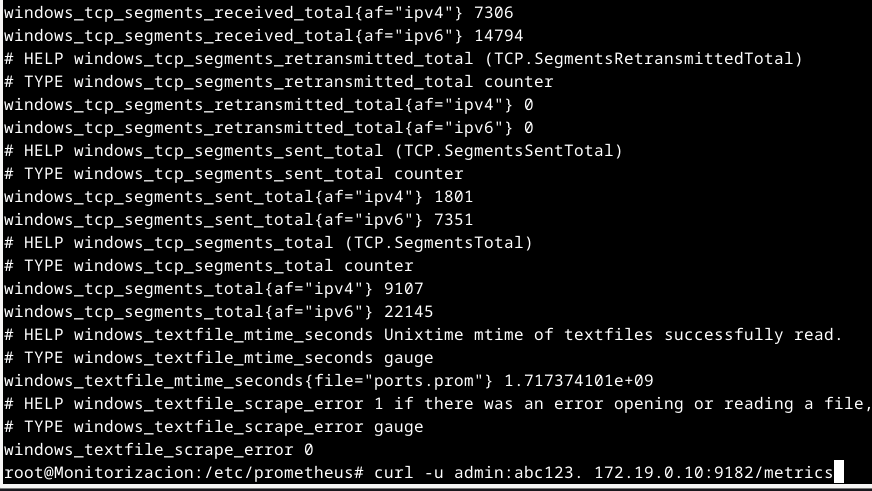 windows_tcp_segments_received_total{af="ipv4"} 7306
windows_tcp_segments_received_total{af="ipv6"} 14794
# HELP windows_tcp_segments_retransmitted_total (TCP.SegmentsRetransmittedTotal)
# TYPE windows_tcp_segments_retransmitted_total counter
windows_tcp_segments_retransmitted_total{af="ipv4"} 0
windows_tcp_segments_retransmitted_total{af="ipv6"} 0
# HELP windows_tcp_segments_sent_total (TCP.SegmentsSentTotal)
# TYPE windows_tcp_segments_sent_total counter
windows_tcp_segments_sent_total{af="ipv4"} 1801
windows_tcp_segments_sent_total{af="ipv6"} 7351
# HELP windows_tcp_segments_total (TCP.SegmentsTotal)
# TYPE windows_tcp_segments_total counter
windows_tcp_segments_total{af="ipv4"} 9107
windows_tcp_segments_total{af="ipv6"} 22145
# HELP windows_textfile_mtime_seconds Unixtime mtime of textfiles successfully read.
# TYPE windows_textfile_mtime_seconds gauge
windows_textfile_mtime_seconds{file="ports.prom"} 1.717374101e+09
# HELP windows_textfile_scrape_error 1 if there was an error opening or reading a file,
# TYPE windows_textfile_scrape_error gauge
windows_textfile_scrape_error 0
root@Monitorizacion:/etc/prometheus# curl -u admin:abc123. 172.19.0.10:9182/metrics